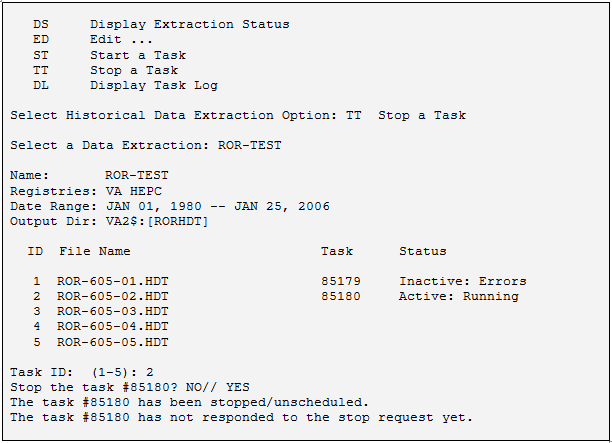 DS     Display Extraction Status
ED     Edit ...
ST     Start a Task
TT     Stop a Task
DL     Display Task Log
Select Historical Data Extraction Option: TT  Stop a Task
Select a Data Extraction: ROR-TEST
Name:       ROR-TEST
Registries: VA HEPC
Date Range: JAN 01, 1980 -- JAN 25, 2006
Output Dir: VA2$:[RORHDT]
ID  File Name                        Task      Status
1  ROR-605-01.HDT                    85179     Inactive: Errors
2  ROR-605-02.HDT                    85180     Active: Running
3  ROR-605-03.HDT
4  ROR-605-04.HDT
5  ROR-605-05.HDT
Task ID:  (1-5): 2
Stop the task #85180? NO// YES
The task #85180 has been stopped/unscheduled.
The task #85180 has not responded to the stop request yet.